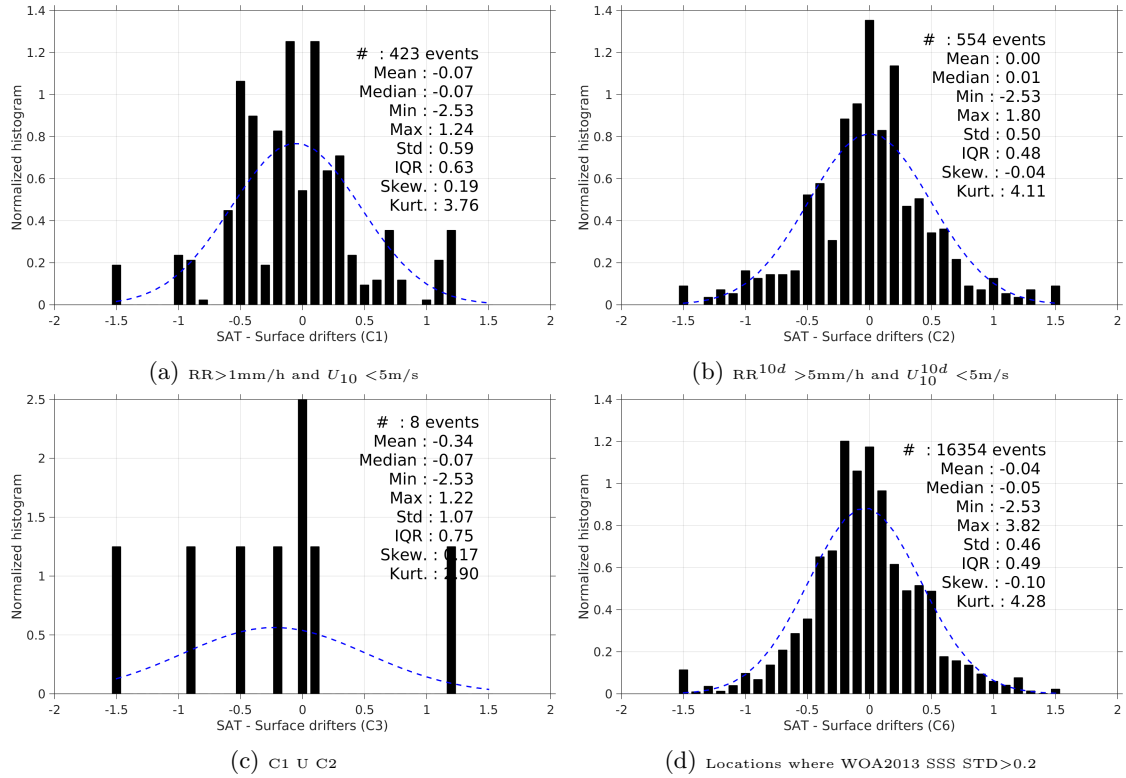 1.4
1.2
1
0.8
0.6
0.4
0.2
0
Normalized histogram
# : 423 events
Mean : -0.07
Median : -0.07
Min : -2.53
Max : 1.24
Std : 0.59
IQR : 0.63
Skew. : 0.19
Kurt. : 3.76
-2 -1.5 -1 -0.5 0 0.5 1 1.5 2
SAT - Surface drifters (C1)
(a) RR>1mm/h and U10 <5m/s
1.4
1.2
1
0.8
0.6
0.4
0.2
0
Normalized histogram
# : 554 events
Mean : 0.00
Median : 0.01
Min : -2.53
Max : 1.80
Std : 0.50
IQR : 0.48
Skew. : -0.04
Kurt. : 4.11
-2 -1.5 -1 -0.5 0 0.5 1 1.5 2
SAT - Surface drifters (C2)
(b) RR^10d >5mm/h and U10^10d <5m/s
2.5
2
1.5
1
0.5
0
Normalized histogram
# : 8 events
Mean : -0.34
Median : -0.07
Min : -2.53
Max : 1.22
Std : 1.07
IQR : 0.75
Skew. : 0.17
Kurt. : 2.90
-2 -1.5 -1 -0.5 0 0.5 1 1.5 2
SAT - Surface drifters (C3)
(c) C1 U C2
1.4
1.2
1
0.8
0.6
0.4
0.2
0
Normalized histogram
# : 16354 events
Mean : -0.04
Median : -0.05
Min : -2.53
Max : 3.82
Std : 0.46
IQR : 0.49
Skew. : -0.10
Kurt. : 4.28
-2 -1.5 -1 -0.5 0 0.5 1 1.5 2
SAT - Surface drifters (C6)
(d) Locations where WOA2013 SSS STD>0.2